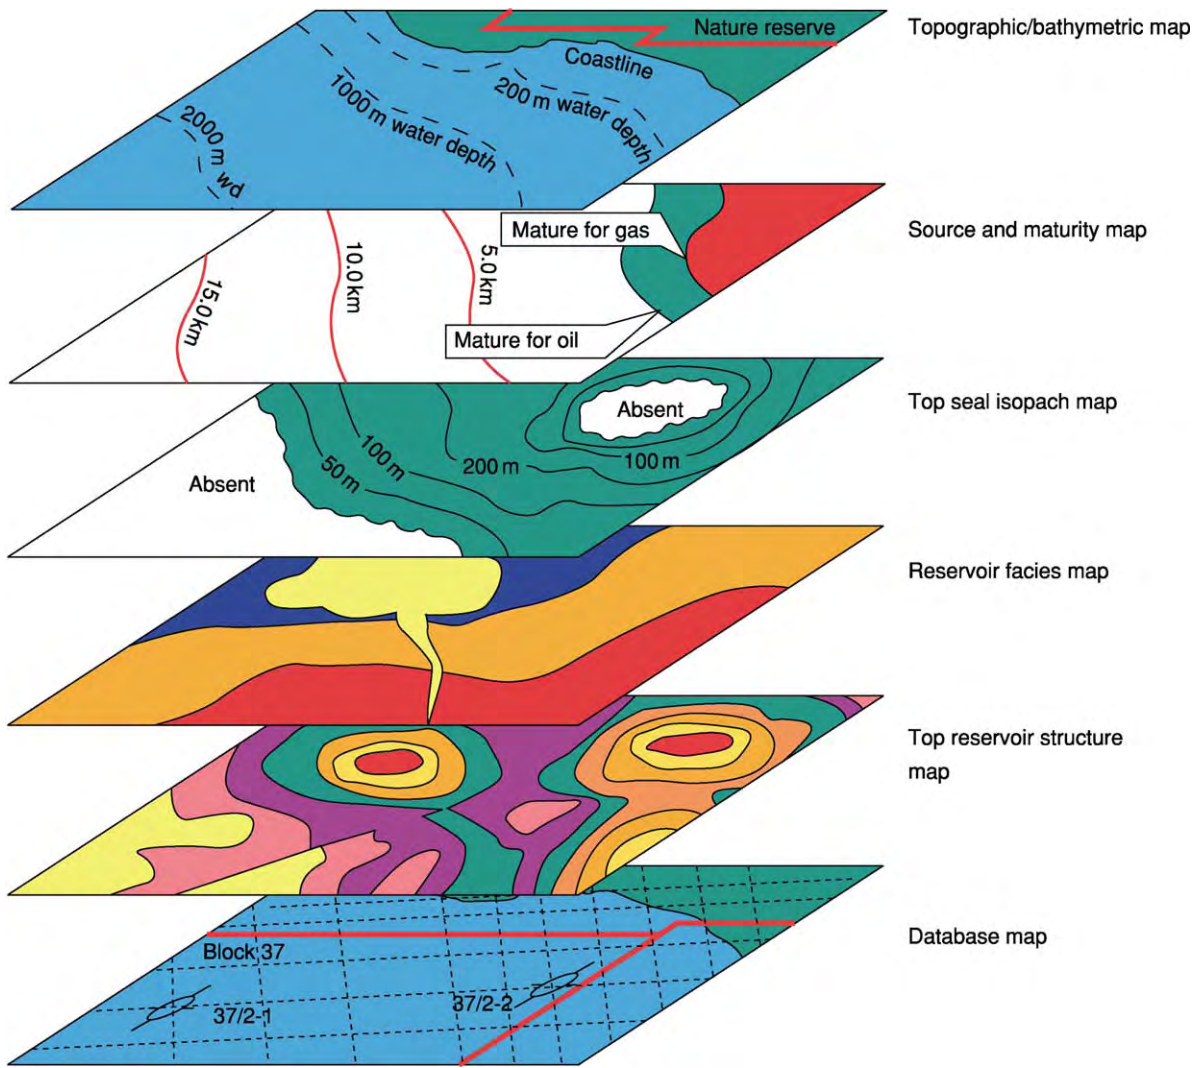 Nature reserve
Topographic/bathymetric map
Coastline
200 m water depth
1000 m water depth
2000 m wd
Source and maturity map
Mature for gas
5.0 km
10.0 km
15.0 km
Mature for oil
Top seal isopach map
Absent
100 m
200 m
100 m
50 m
Absent
Reservoir facies map
Top reservoir structure
map
Database map
Block 37
37/2-2
37/2-1